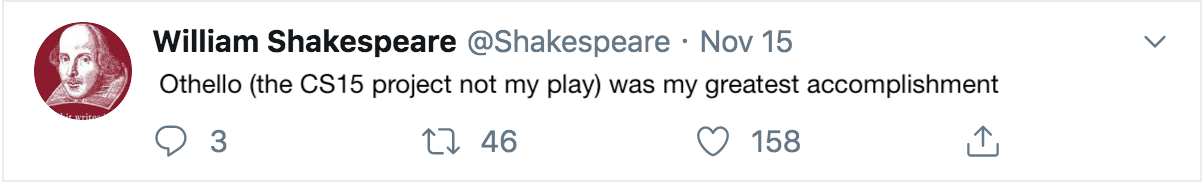 William Shakespeare @Shakespeare · Nov 15
Othello (the CS15 project not my play) was my greatest accomplishment
3 46 158